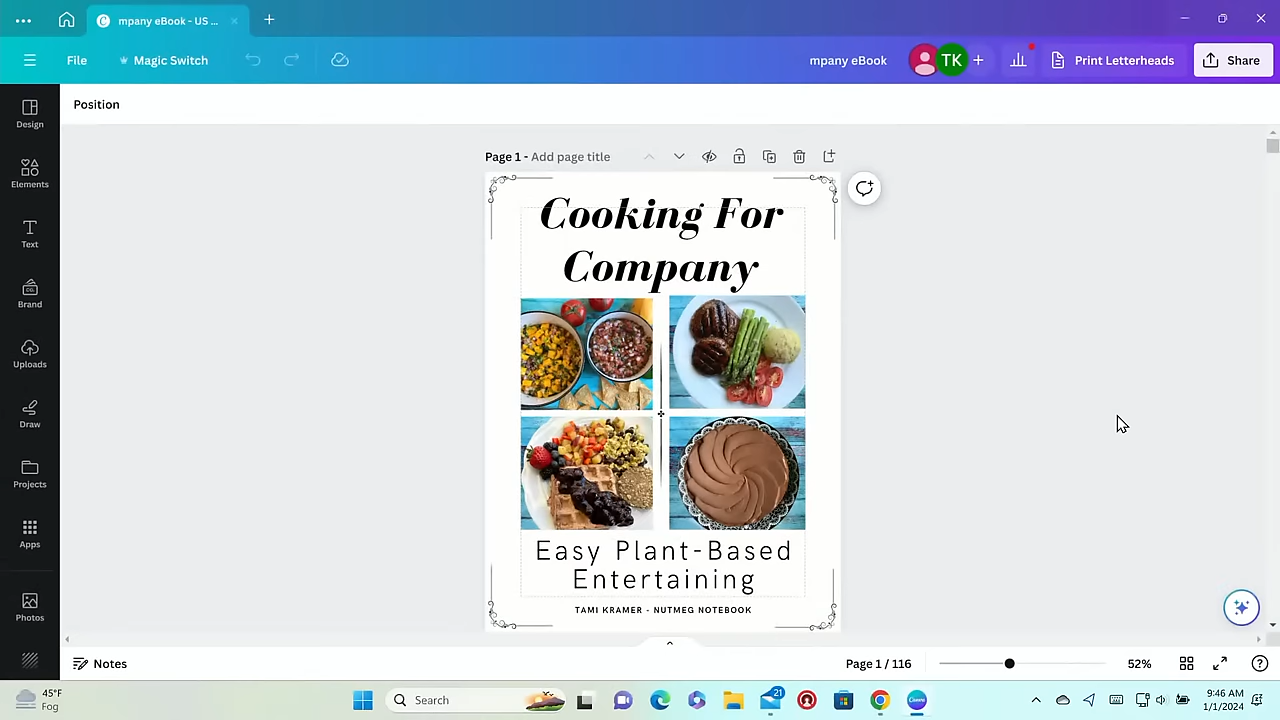 mpany eBook - US ...
File
Magic Switch
mpany eBook
TK
Print Letterheads
Share
Design
Elements
Text
Brand
Uploads
Draw
Projects
Apps
Photos
Position
Page 1 - Add page title
Cooking For
Company
Easy Plant-Based
Entertaining
TAMI KRAMER - NUTMEG NOTEBOOK
Notes
Page 1 / 116
52%
45°F
Fog
Search
21
9:46 AM
1/1/2024